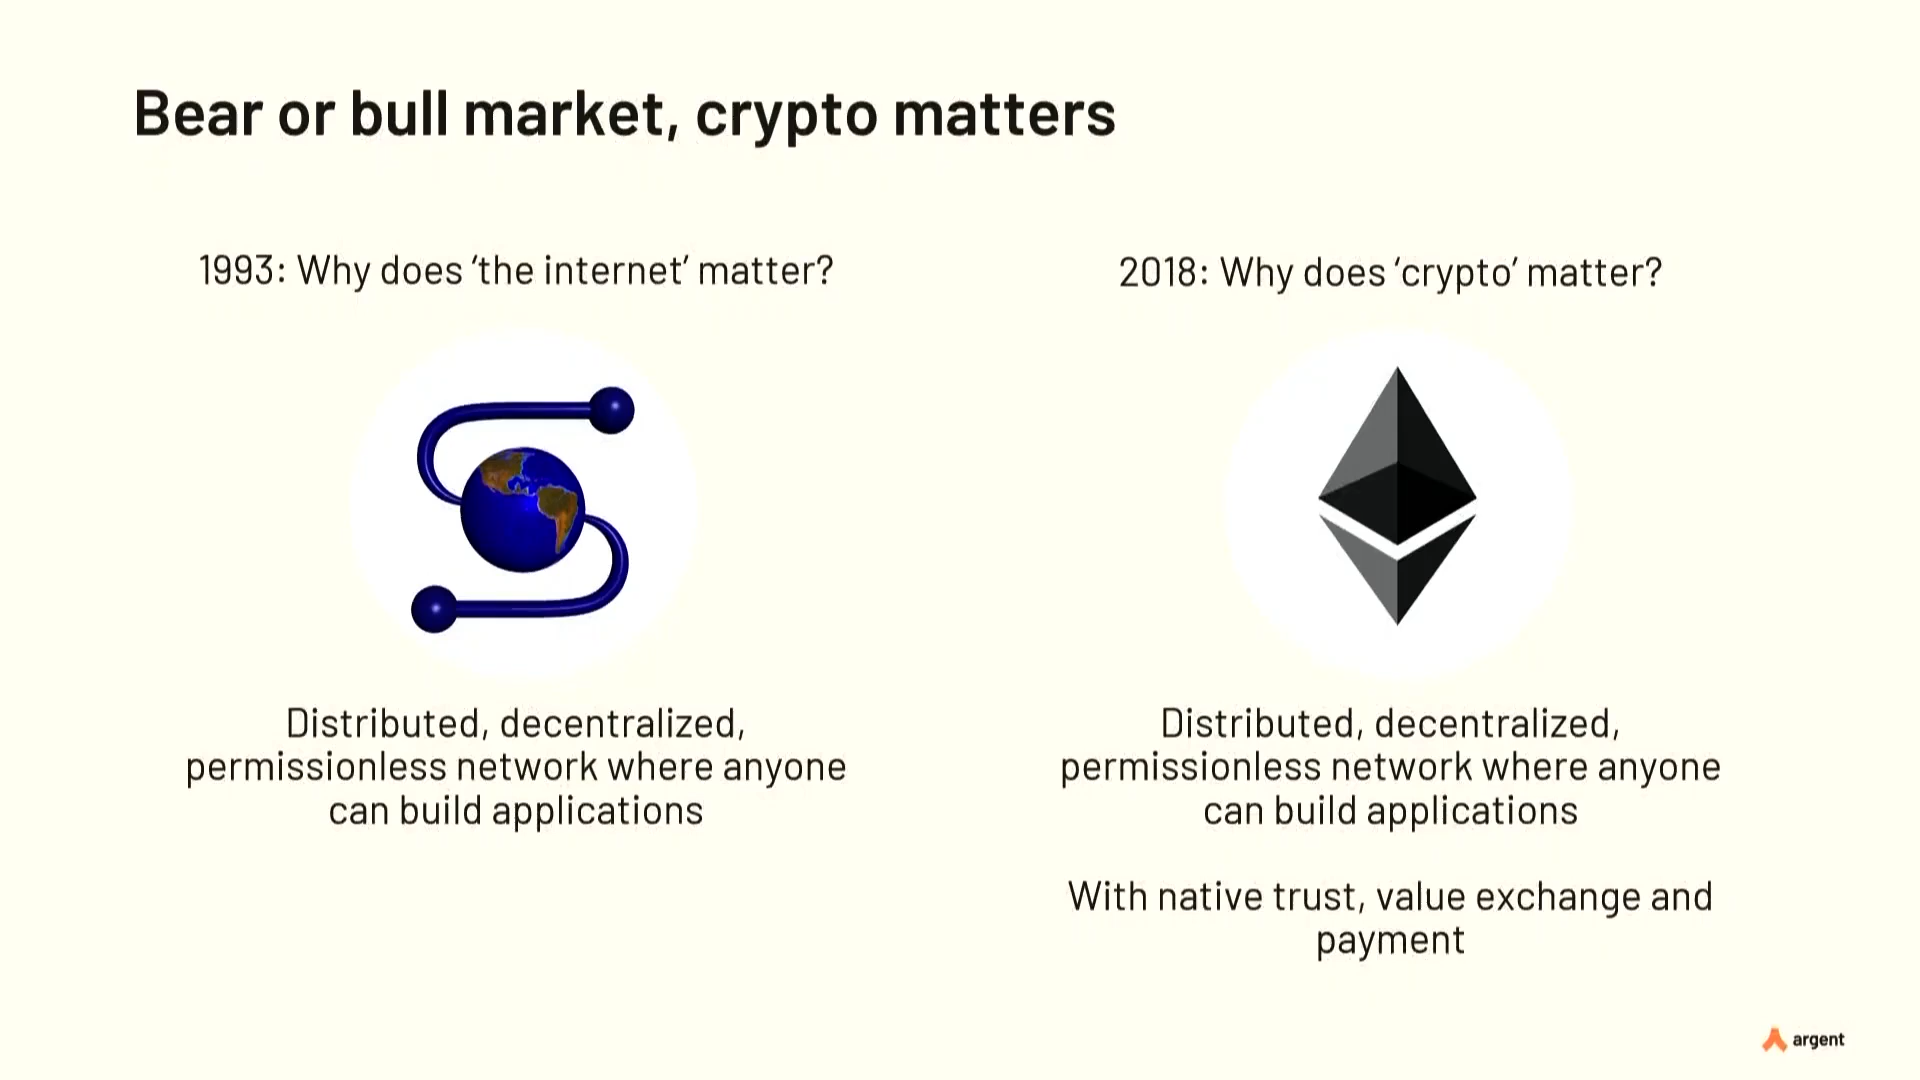 Bear or bull market, crypto matters
1993: Why does ‘the internet’ matter?
Distributed, decentralized,
permissionless network where anyone
can build applications
2018: Why does ‘crypto’ matter?
Distributed, decentralized,
permissionless network where anyone
can build applications
With native trust, value exchange and
payment
argent